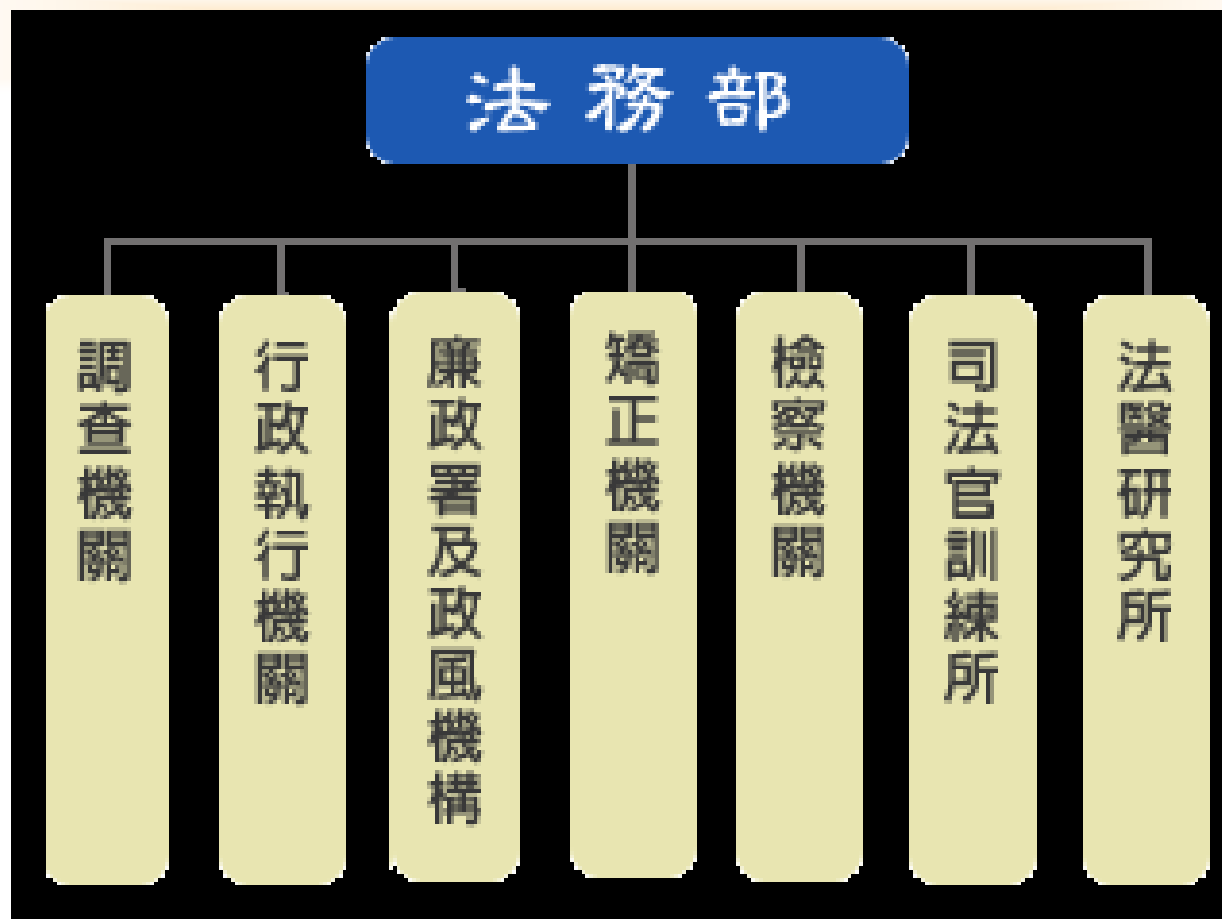 法務部
調查機關
行政執行機關
廉政署及政風機構
矯正機關
檢察機關
司法官訓練所
法醫研究所